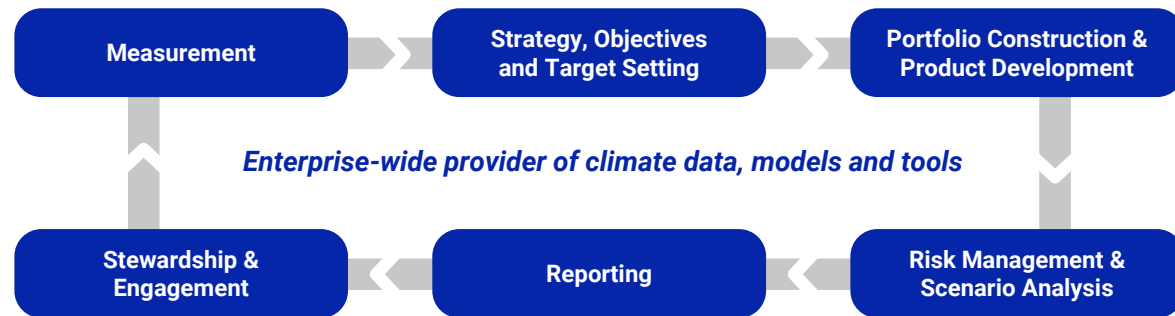 Measurement
Strategy, Objectives
and Target Setting
Portfolio Construction &
Product Development
Enterprise-wide provider of climate data, models and tools
Stewardship &
Engagement
Reporting
Risk Management &
Scenario Analysis